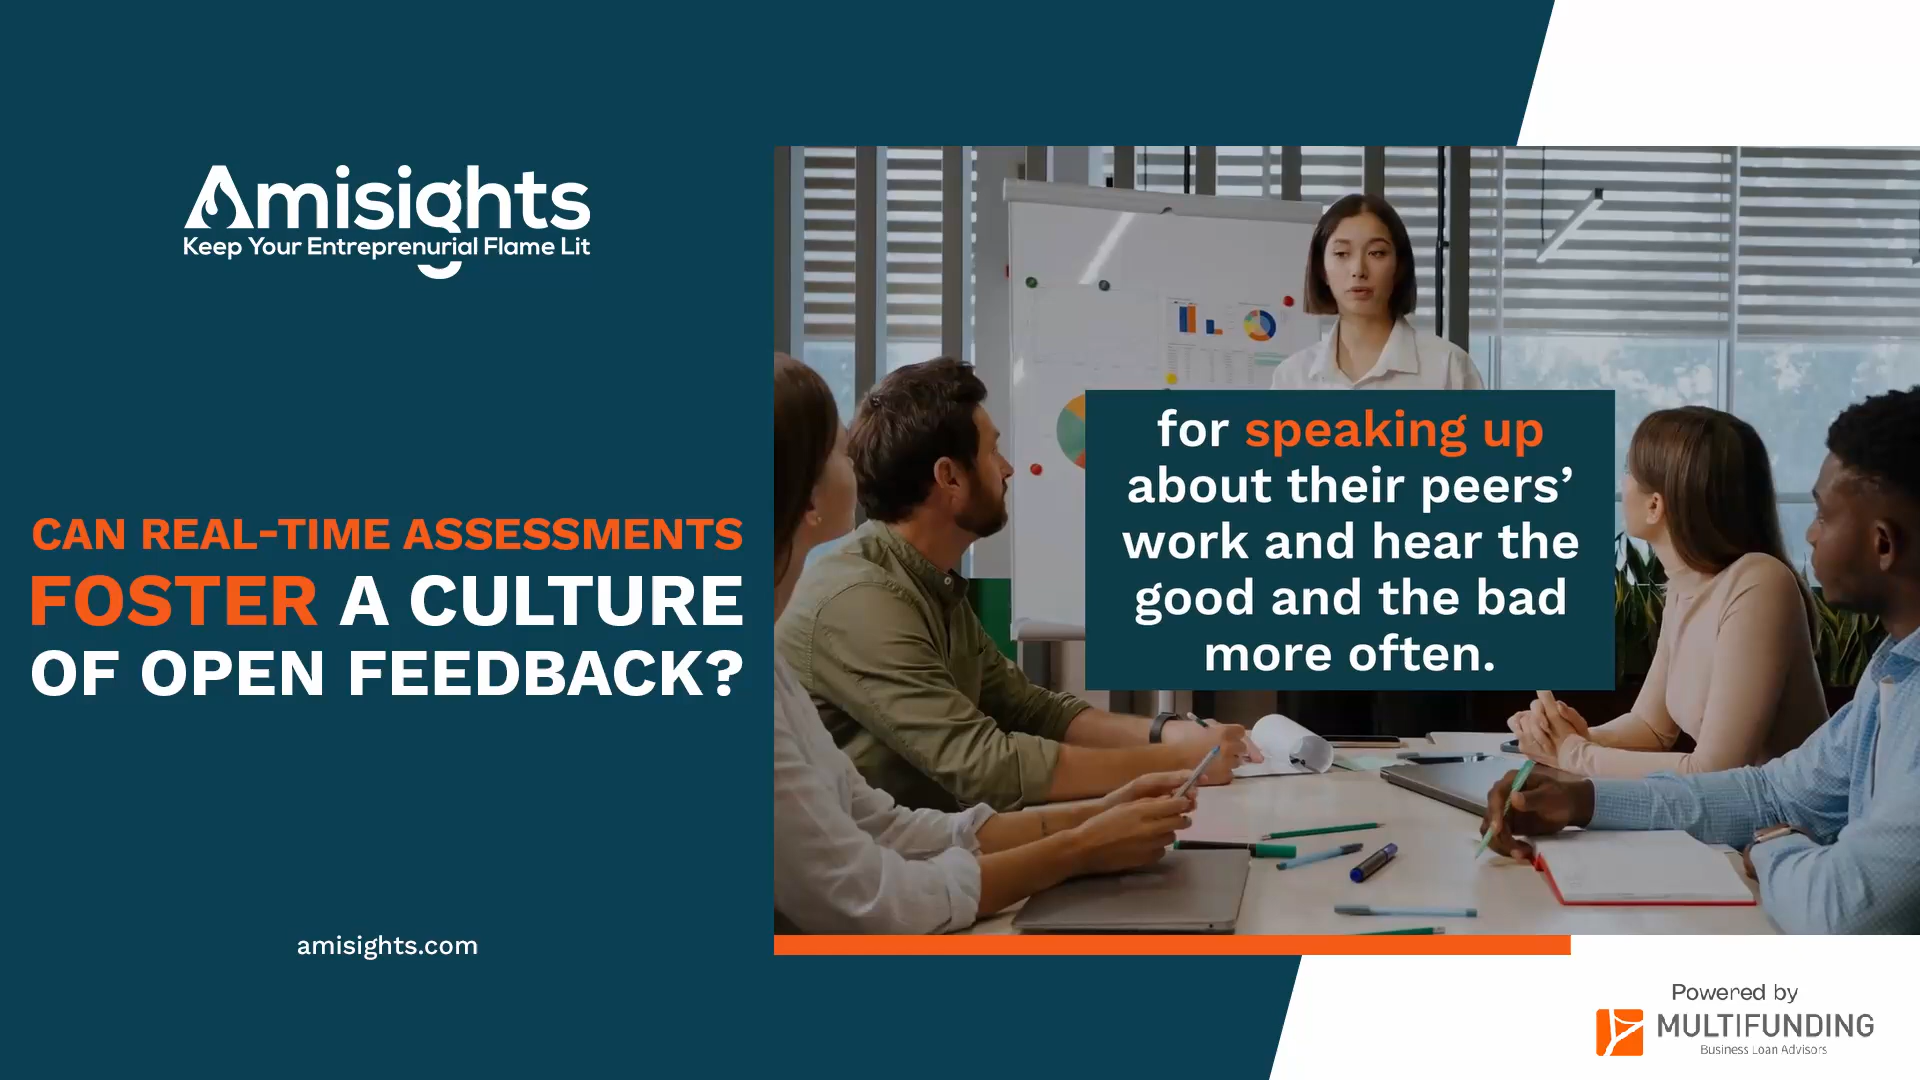 Amisights
Keep Your Entreprenurial Flame Lit
CAN REAL-TIME ASSESSMENTS
FOSTER A CULTURE
OF OPEN FEEDBACK?
amisights.com
for speaking up
about their peers’
work and hear the
good and the bad
more often.
Powered by
MULTIFUNDING
Business Loan Advisors